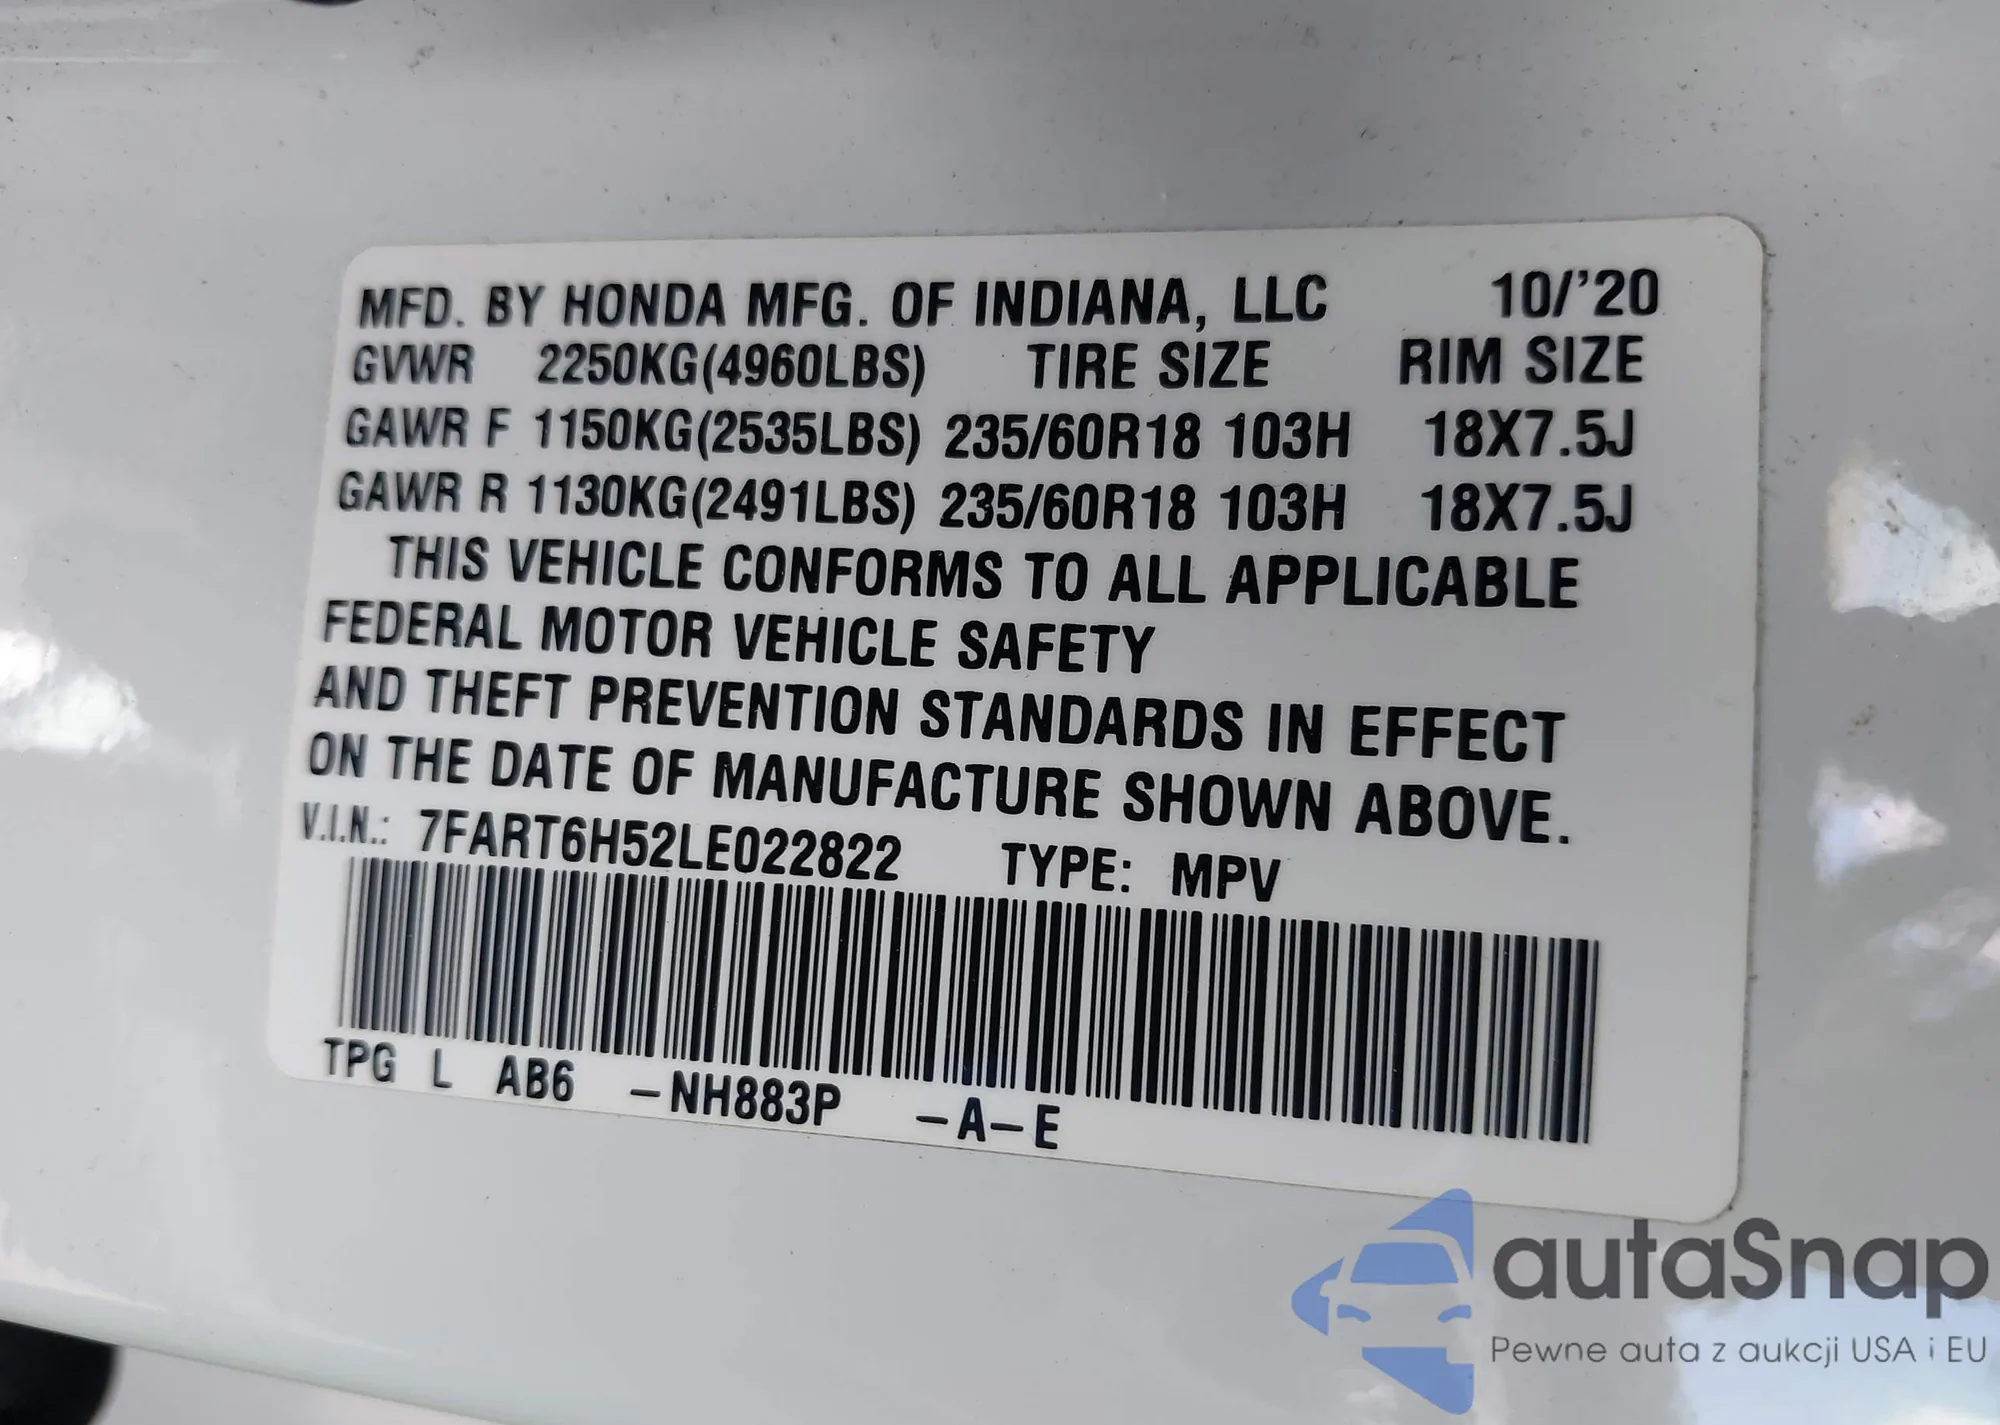 MFD. BY HONDA MFG. OF INDIANA, LLC 10/'20
GVWR 2250KG(4960LBS) TIRE SIZE RIM SIZE
GAWR F 1150KG(2535LBS) 235/60R18 103H 18X7.5J
GAWR R 1130KG(2491LBS) 235/60R18 103H 18X7.5J
THIS VEHICLE CONFORMS TO ALL APPLICABLE
FEDERAL MOTOR VEHICLE SAFETY
AND THEFT PREVENTION STANDARDS IN EFFECT
ON THE DATE OF MANUFACTURE SHOWN ABOVE.
V.I.N.: 7FART6H52LE022822 TYPE: MPV
TPG L AB6 -NH883P -A-E
autaSnap
Pewne auta z aukcji USA i EU